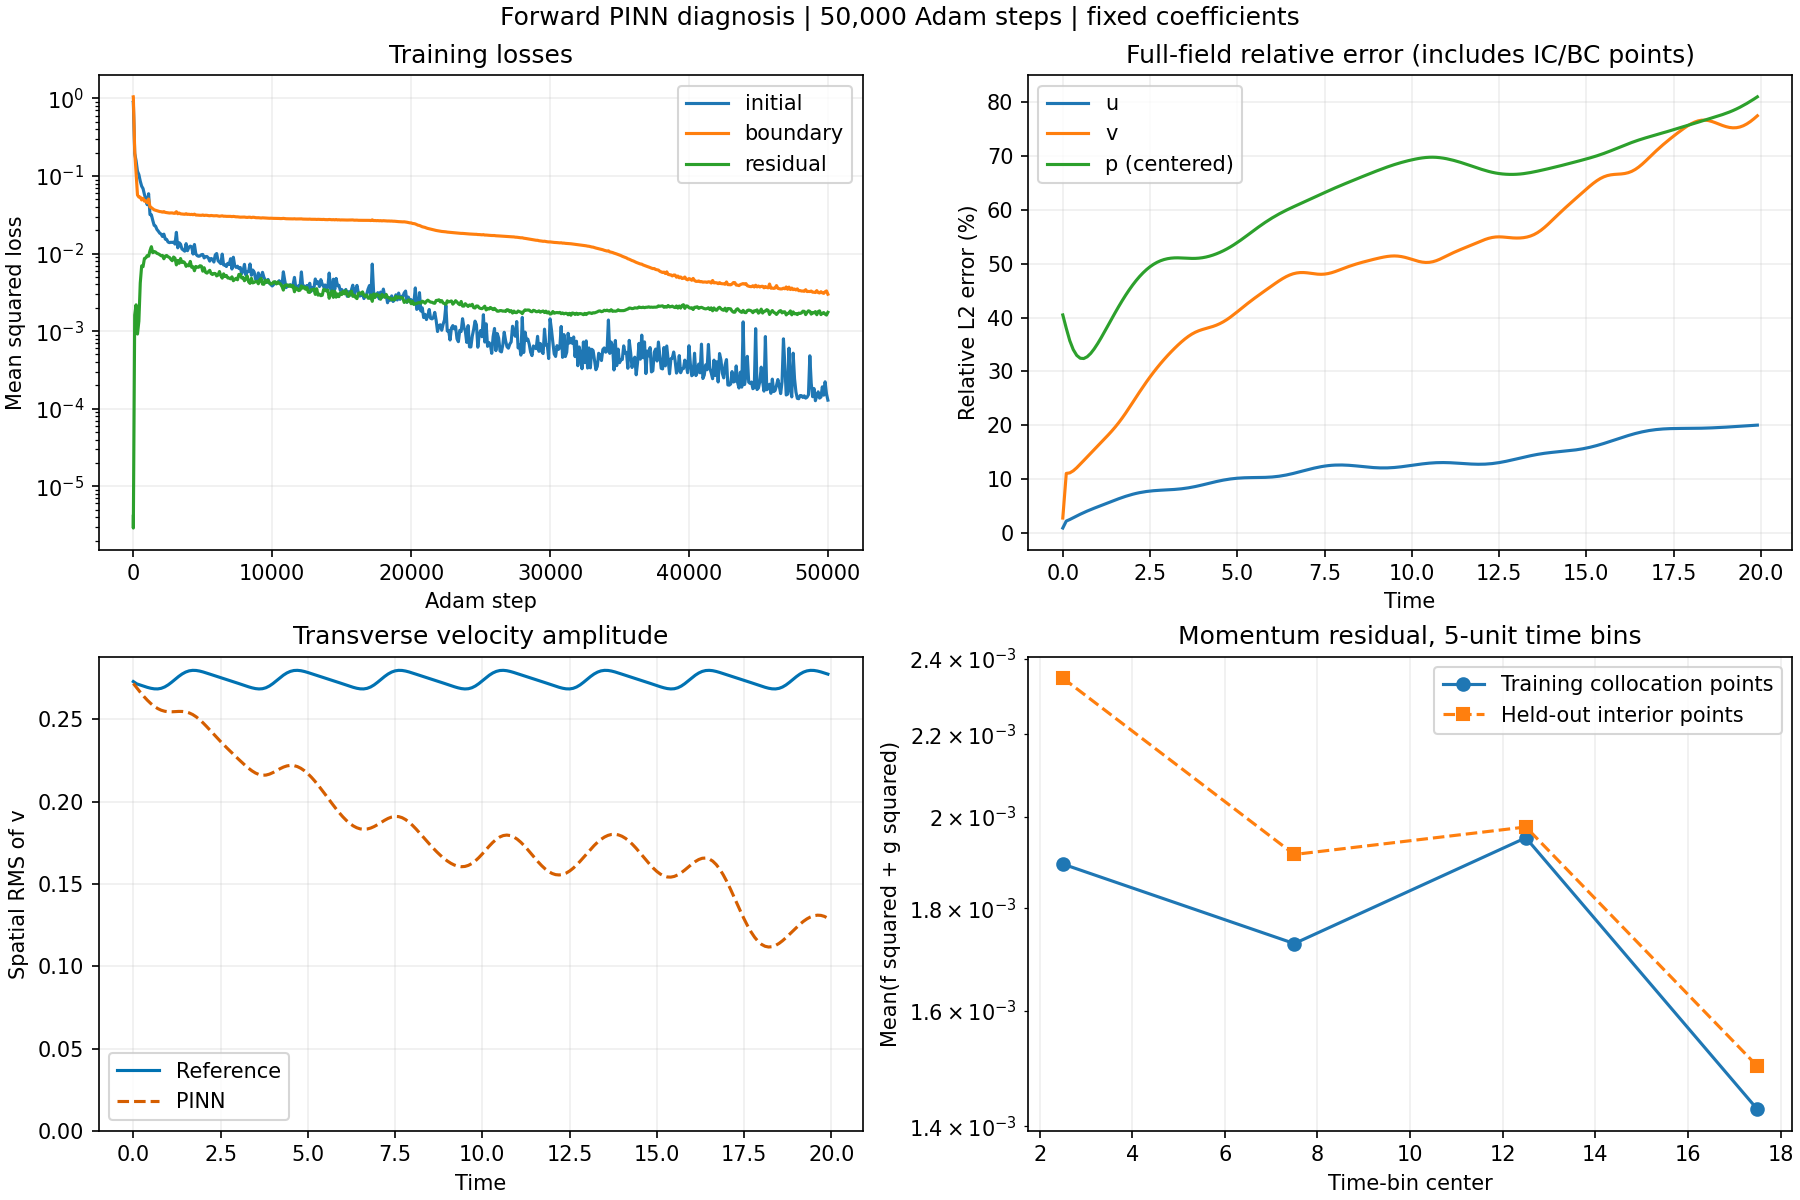 Forward PINN diagnosis | 50,000 Adam steps | fixed coefficients
Training losses
Mean squared loss
10⁰
10⁻¹
10⁻²
10⁻³
10⁻⁴
10⁻⁵
initial
boundary
residual
0 10000 20000 30000 40000 50000
Adam step
Full-field relative error (includes IC/BC points)
Relative L2 error (%)
80
70
60
50
40
30
20
10
0
u
v
p (centered)
0.0 2.5 5.0 7.5 10.0 12.5 15.0 17.5 20.0
Time
Transverse velocity amplitude
Spatial RMS of v
0.25
0.20
0.15
0.10
0.05
0.00
Reference
PINN
0.0 2.5 5.0 7.5 10.0 12.5 15.0 17.5 20.0
Time
Momentum residual, 5-unit time bins
Mean(f squared + g squared)
2.4 × 10⁻³
2.2 × 10⁻³
2 × 10⁻³
1.8 × 10⁻³
1.6 × 10⁻³
1.4 × 10⁻³
Training collocation points
Held-out interior points
2 4 6 8 10 12 14 16 18
Time-bin center